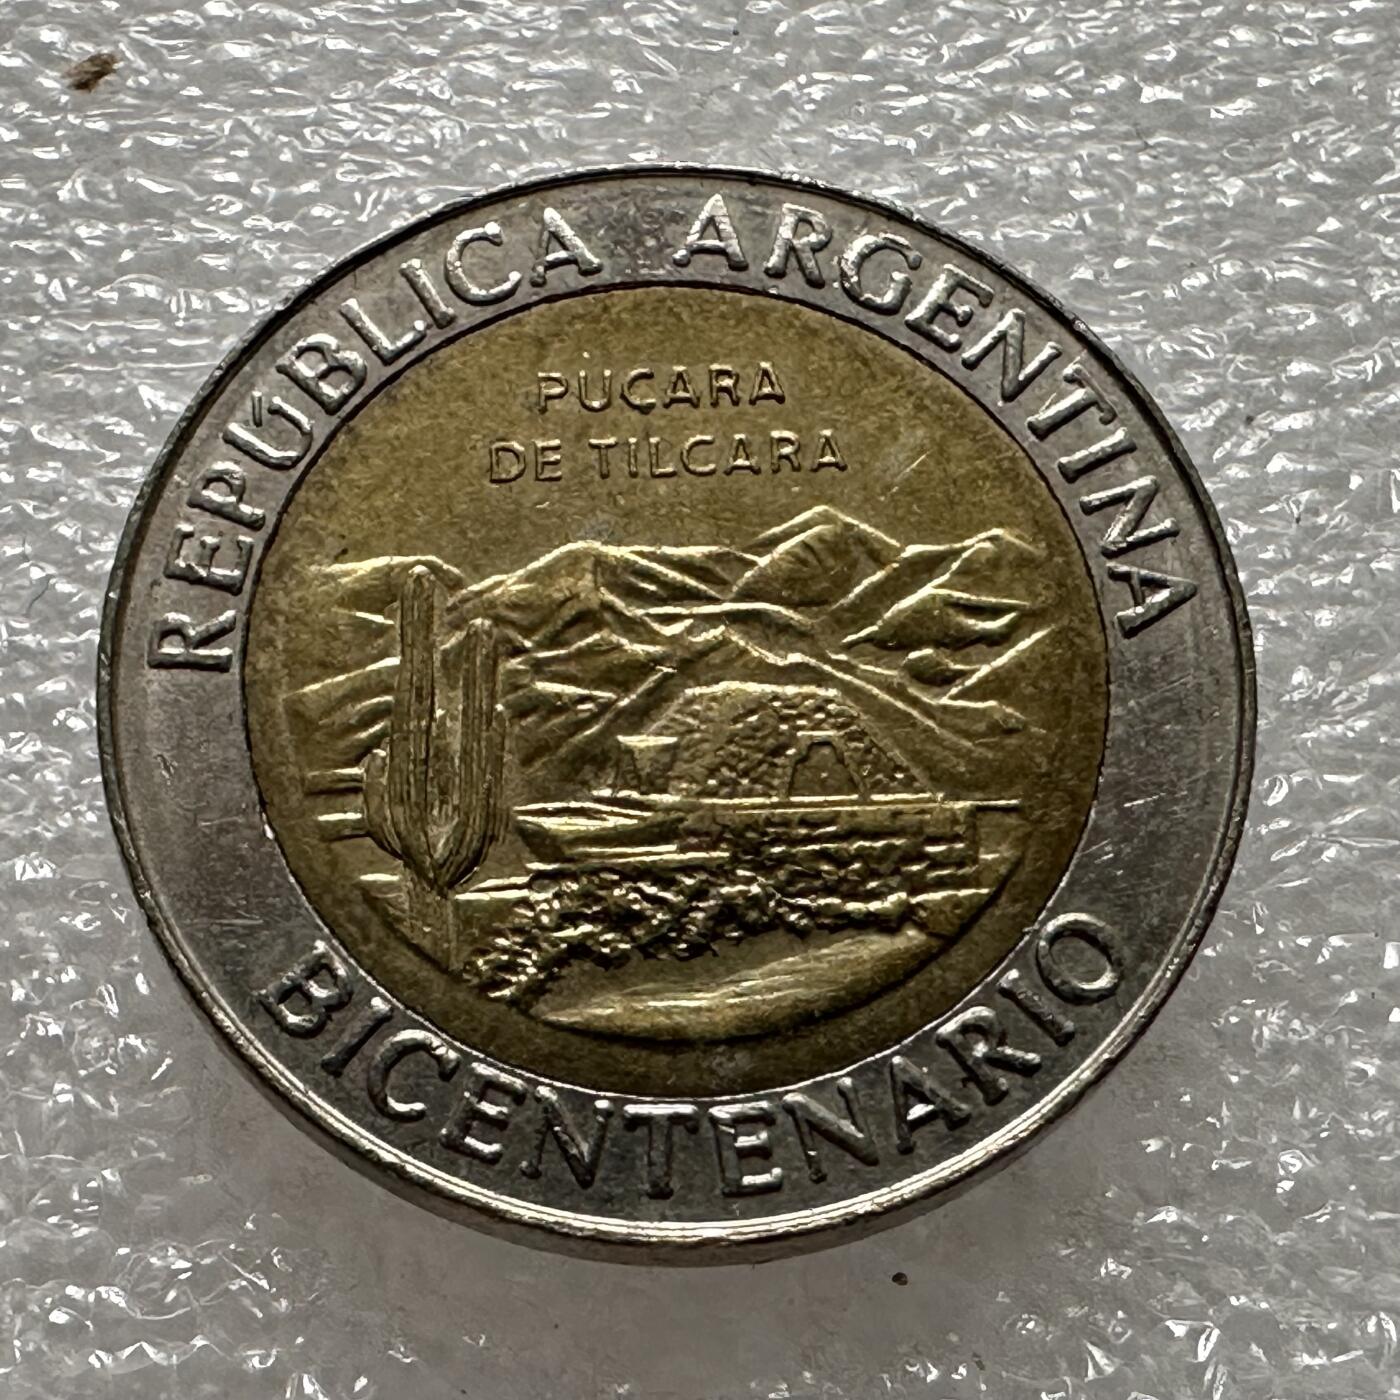 REPÚBLICA ARGENTINA
PUCARA
DE TILCARA
BICENTENARIO